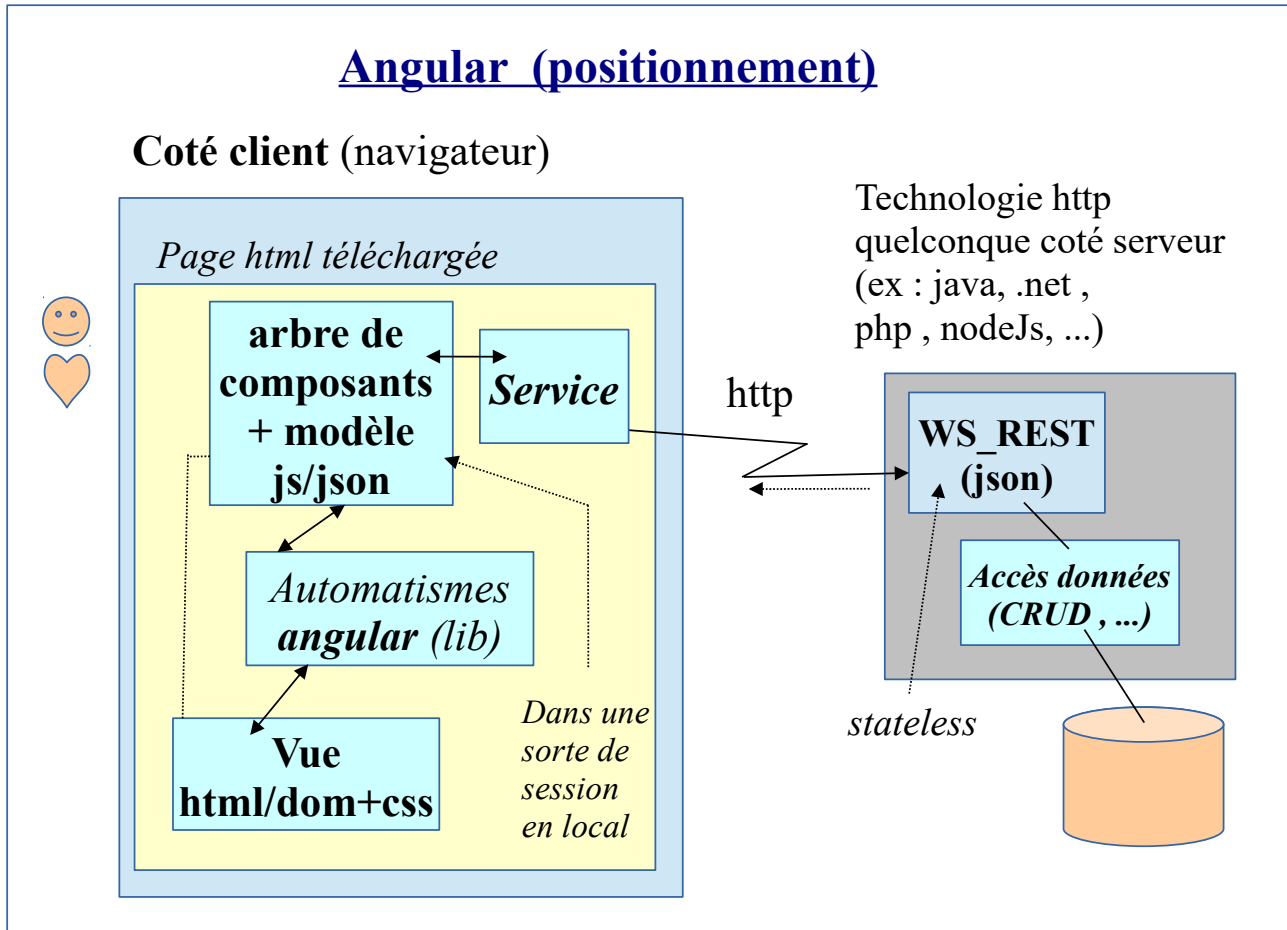 Angular  (positionnement)
Coté client (navigateur)
Technologie http
quelconque coté serveur
(ex : java, .net ,
php , nodeJs, ...)
Page html téléchargée
arbre de
composants
+ modèle
js/json
Service
http
WS_REST
(json)
Automatismes
angular (lib)
Accès données
(CRUD , ...)
Dans une
sorte de
session
en local
stateless
Vue
html/dom+css